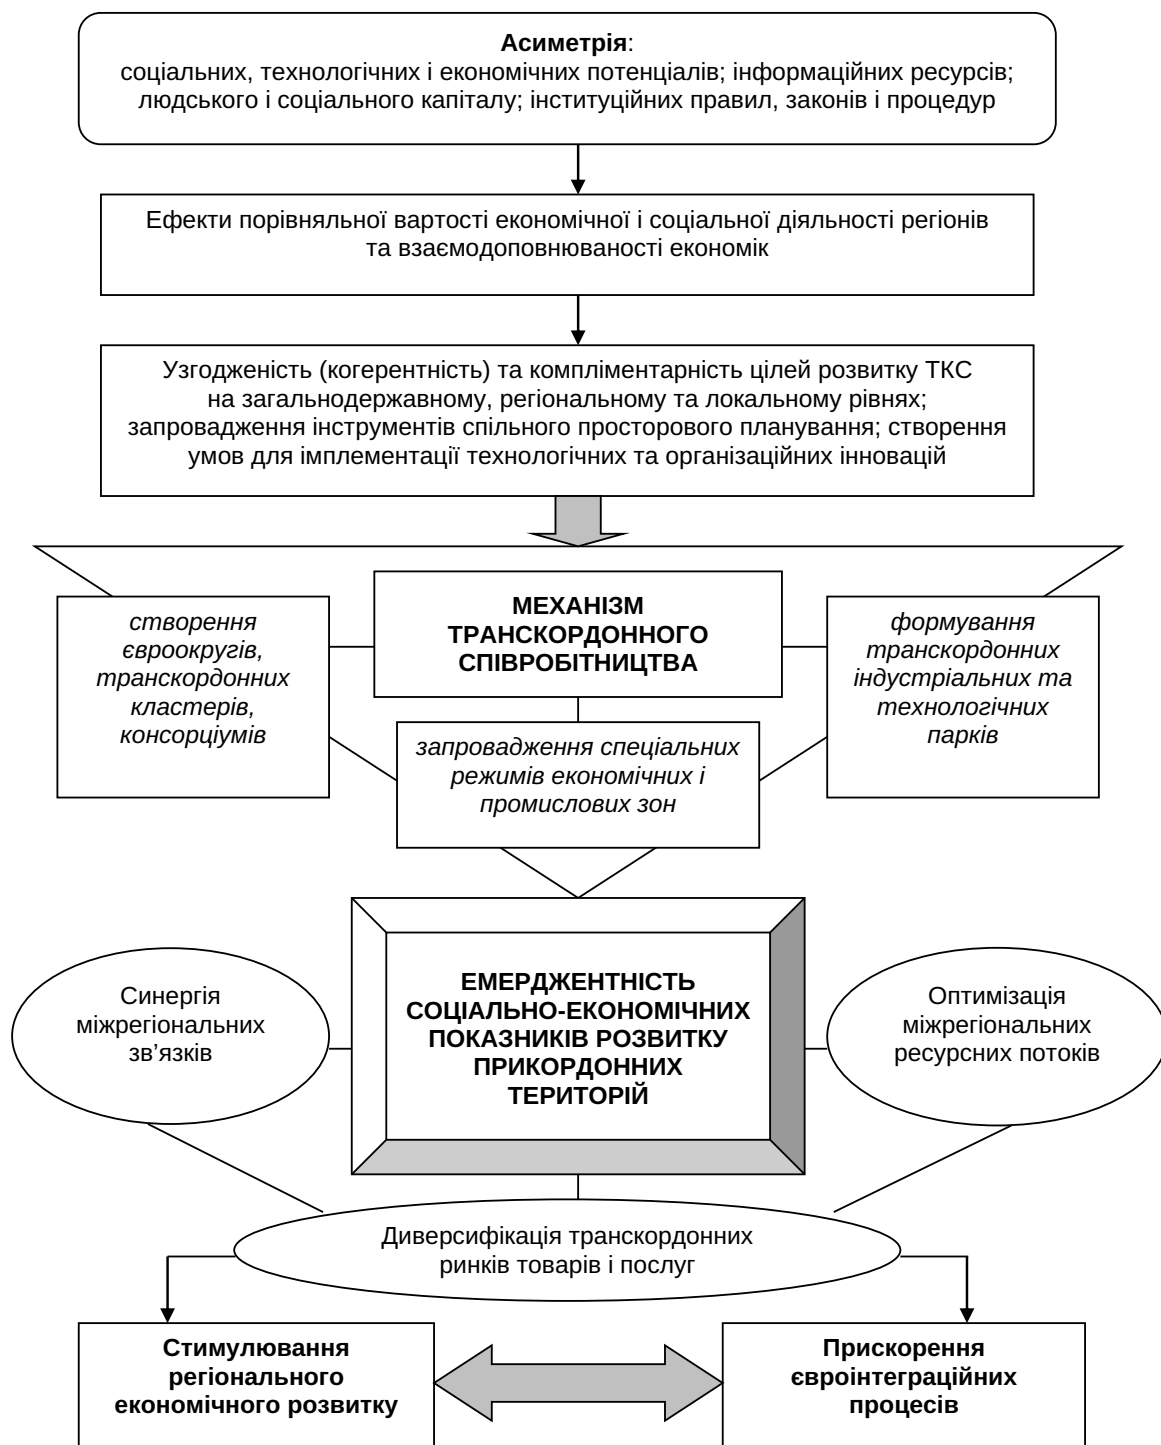 Асиметрія:
соціальних, технологічних і економічних потенціалів; інформаційних ресурсів;
людського і соціального капіталу; інституційних правил, законів і процедур
Ефекти порівняльної вартості економічної і соціальної діяльності регіонів
та взаємодоповнюваності економік
Узгодженість (когерентність) та компліментарність цілей розвитку ТКС
на загальнодержавному, регіональному та локальному рівнях;
запровадження інструментів спільного просторового планування; створення
умов для імплементації технологічних та організаційних інновацій
МЕХАНІЗМ
ТРАНСКОРДОННОГО
СПІВРОБІТНИЦТВА
створення
єврооκругів,
транскордонних
кластерів,
консорціумів
запровадження спеціальних
режимів економічних і
промислових зон
формування
транскордонних
індустріальних та
технологічних
парків
ЕМЕРДЖЕНТНІСТЬ
СОЦІАЛЬНО-ЕКОНОМІЧНИХ
ПОКАЗНИКІВ РОЗВИТКУ
ПРИКОРДОННИХ
ТЕРИТОРІЙ
Синергія
міжрегіональних
зв’язків
Оптимізація
міжрегіональних
ресурсних потоків
Диверсифікація транскордонних
ринків товарів і послуг
Стимулювання
регіонального
економічного розвитку
Прискорення
євроінтеграційних
процесів